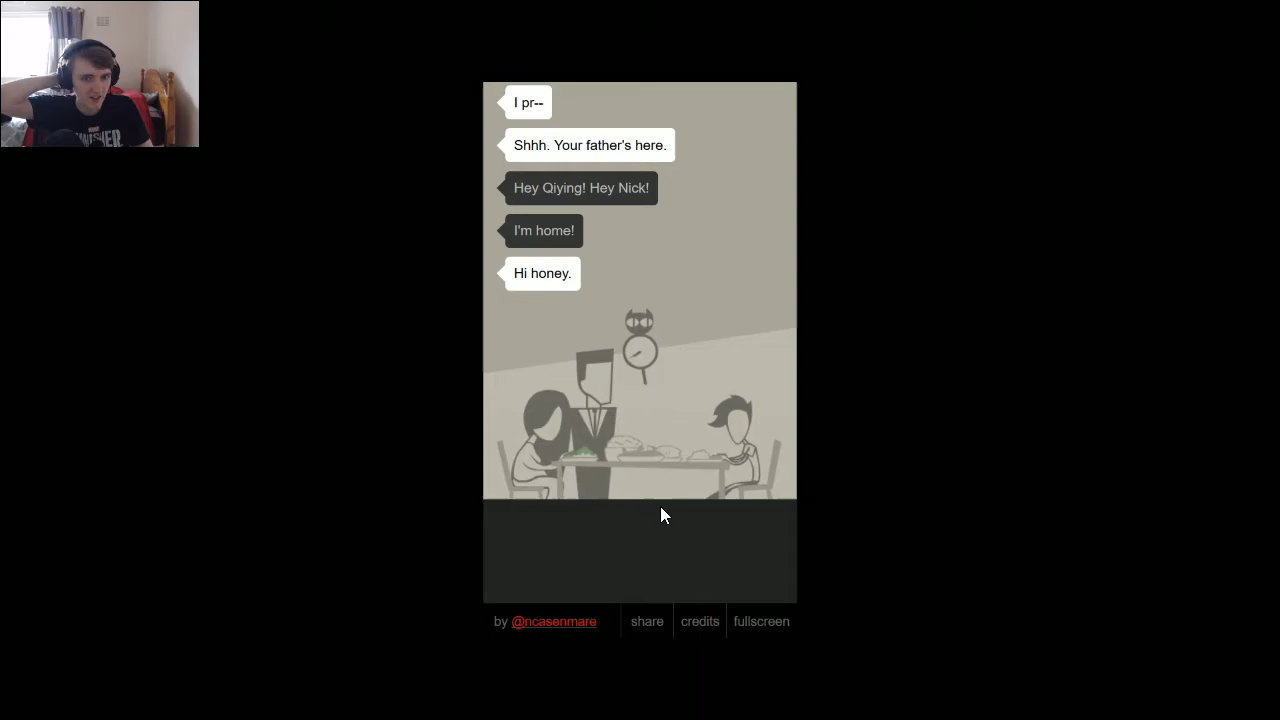 I pr--
Shhh. Your father's here.
Hey Qiying! Hey Nick!
I'm home!
Hi honey.
by @ncasenmare
share
credits
fullscreen